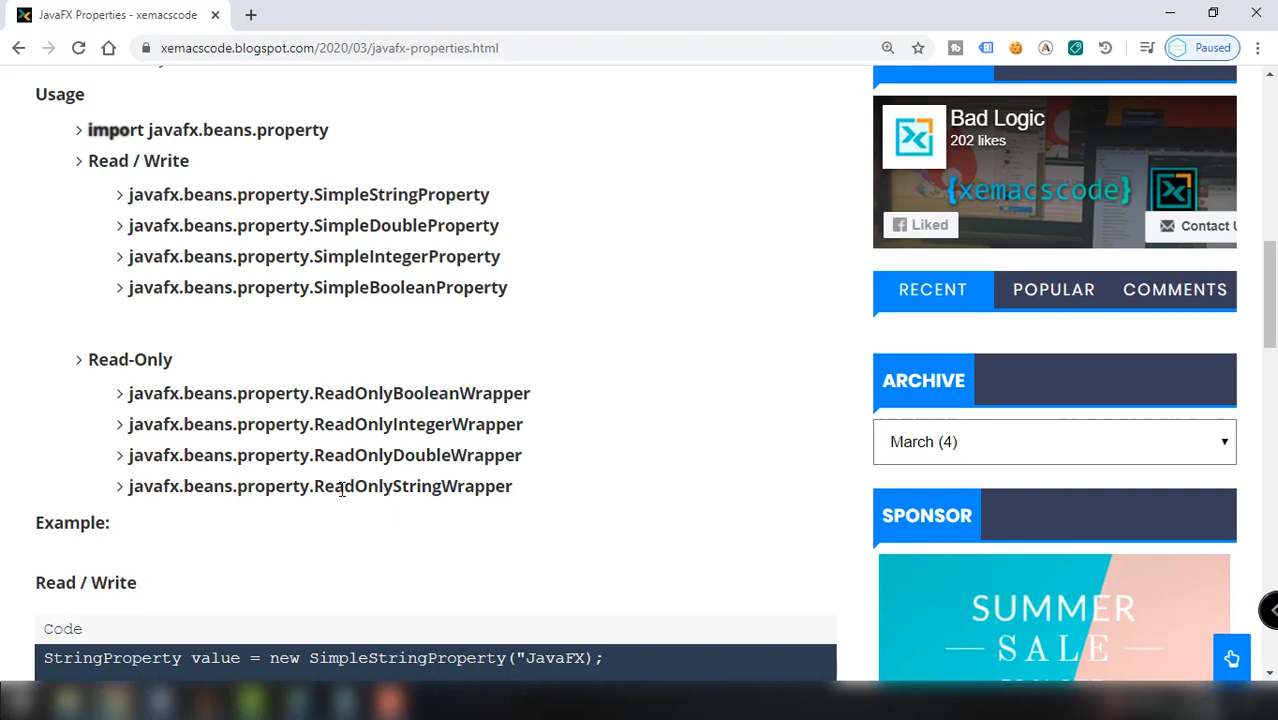 JavaFX Properties - xemacscode
xemacscode.blogspot.com/2020/03/javafx-properties.html
Paused
Usage
import javafx.beans.property
Read / Write
javafx.beans.property.SimpleStringProperty
javafx.beans.property.SimpleDoubleProperty
javafx.beans.property.SimpleIntegerProperty
javafx.beans.property.SimpleBooleanProperty
Read-Only
javafx.beans.property.ReadOnlyBooleanWrapper
javafx.beans.property.ReadOnlyIntegerWrapper
javafx.beans.property.ReadOnlyDoubleWrapper
javafx.beans.property.ReadOnlyStringWrapper
Example:
Read / Write
Code
StringProperty value = new SimpleStringProperty("JavaFX);
Bad Logic
202 likes
{xemacscode}
Liked
Contact U
RECENT
POPULAR
COMMENTS
ARCHIVE
March (4)
SPONSOR
SUMMER
SALE